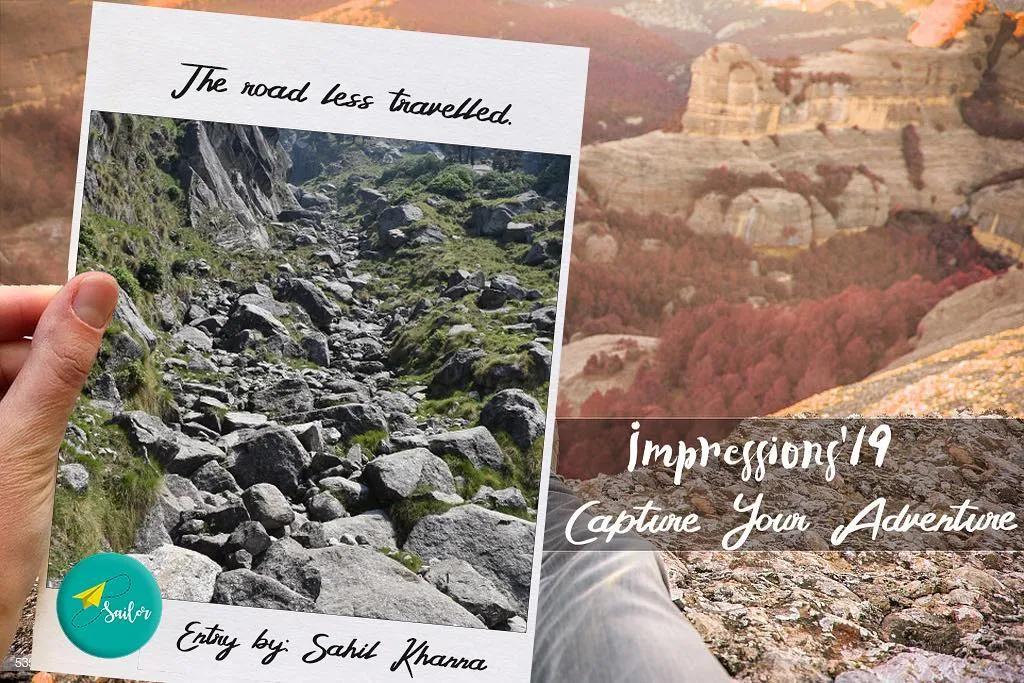 The road less travelled.
Impressions'19
Capture Your Adventure
Sailor
Entry by: Sahil Khanna